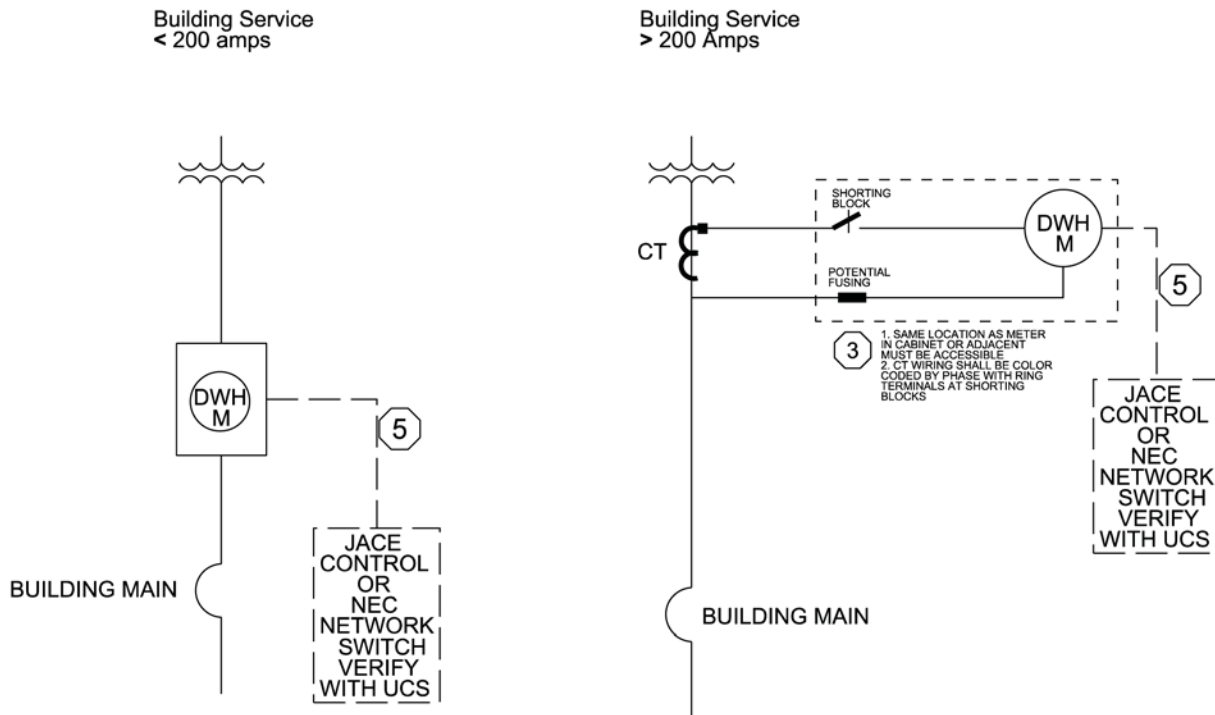 Building Service
< 200 amps
DWH
M
5
JACE
CONTROL
OR
NEC
NETWORK
SWITCH
VERIFY
WITH UCS
BUILDING MAIN
Building Service
> 200 Amps
CT
SHORTING
BLOCK
DWH
M
POTENTIAL
FUSING
5
3
1. SAME LOCATION AS METER
IN CABINET OR ADJACENT
MUST BE ACCESSIBLE
2. CT WIRING SHALL BE COLOR
CODED BY PHASE WITH RING
TERMINALS AT SHORTING
BLOCKS
JACE
CONTROL
OR
NEC
NETWORK
SWITCH
VERIFY
WITH UCS
BUILDING MAIN